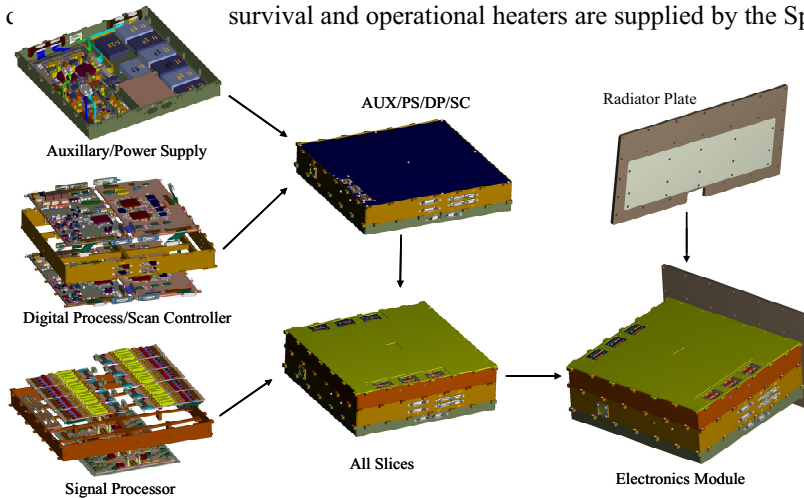 survival and operational heaters are supplied by the
AUX/PS/DP/SC
Radiator Plate
Auxillary/Power Supply
Digital Process/Scan Controller
All Slices
Electronics Module
Signal Processor